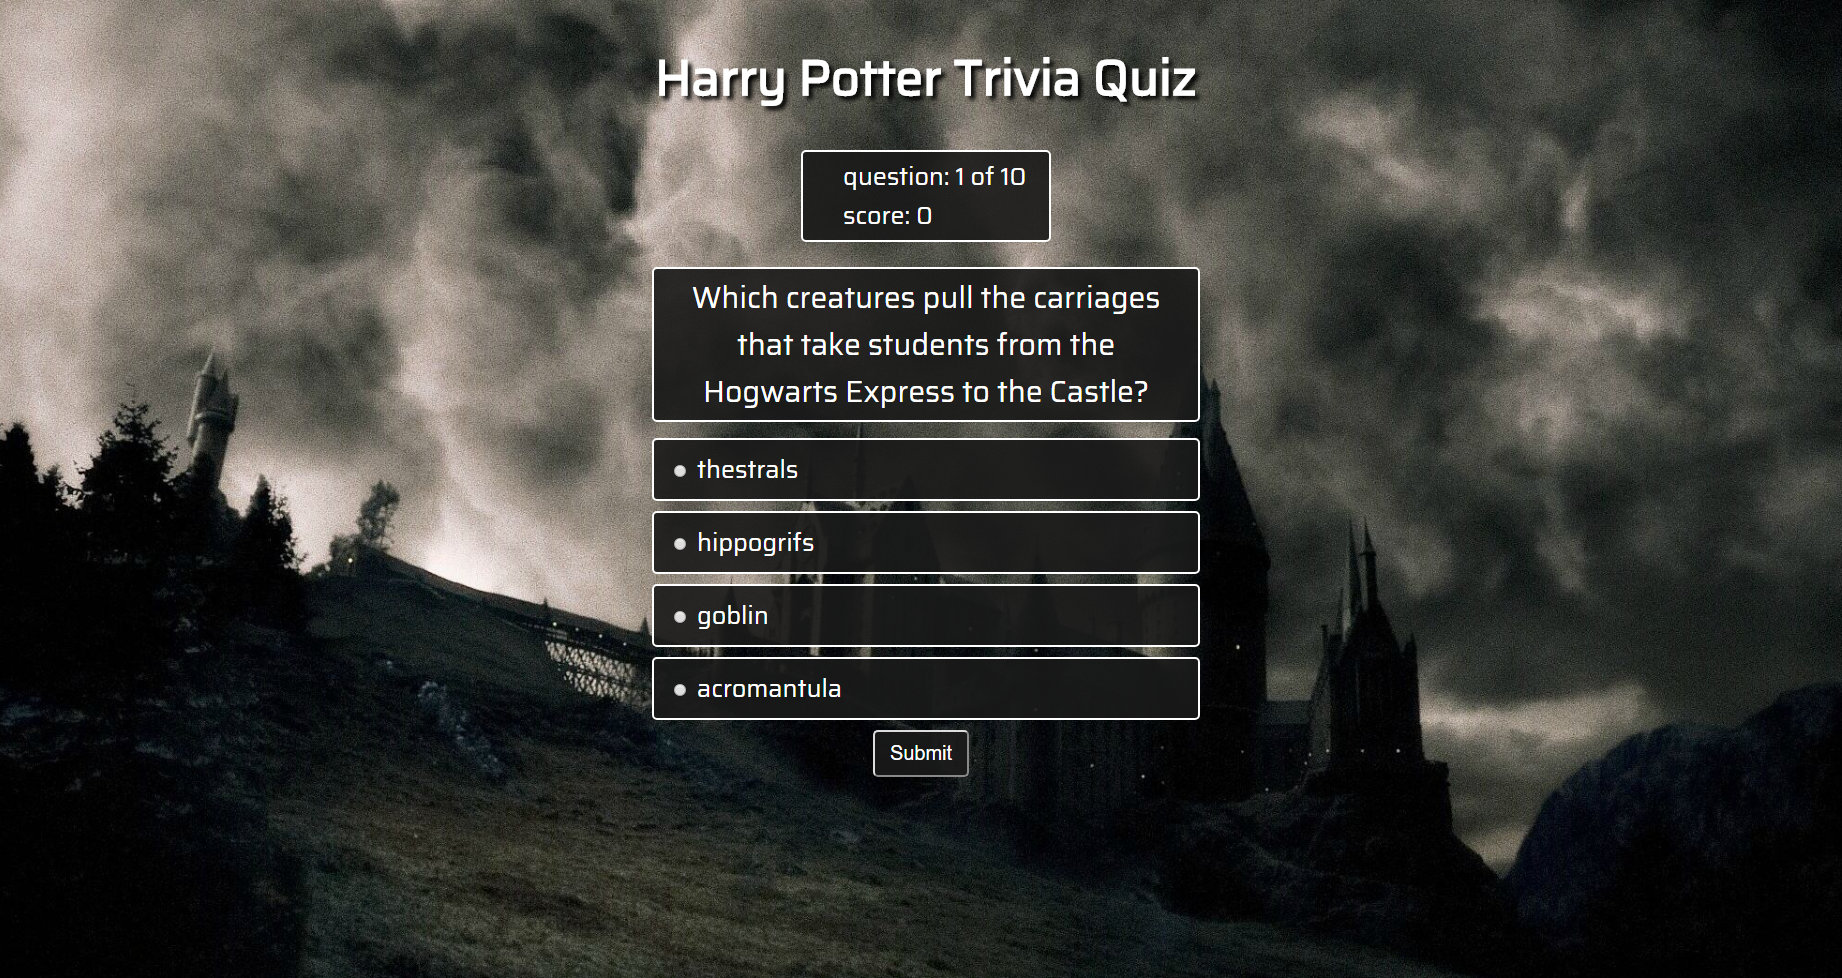 Harry Potter Trivia Quiz
question: 1 of 10
score: 0
Which creatures pull the carriages
that take students from the
Hogwarts Express to the Castle?
thestrals
hippogrifs
goblin
acromantula
Submit